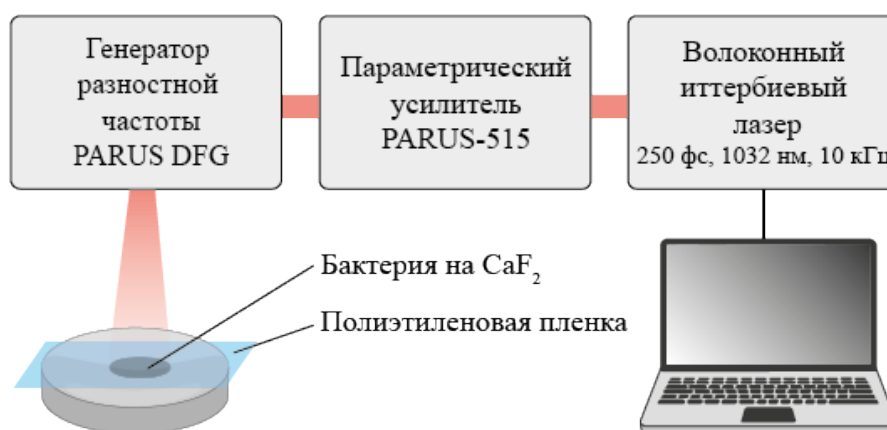 Генератор
разностной
частоты
PARUS DFG
Параметрический
усилитель
PARUS-515
Волоконный
иттербиевый
лазер
250 фс, 1032 нм, 10 кГц
Бактерия на CaF₂
Полиэтиленовая пленка